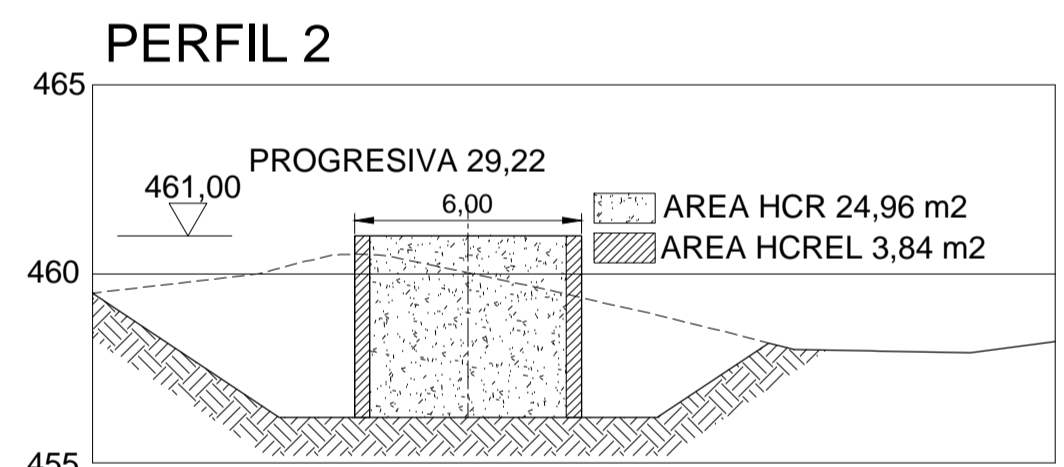 PERFIL 2
465
PROGRESIVA 29,22
461,00
6,00
AREA HCR 24,96 m2
AREA HCREL 3,84 m2
460
455